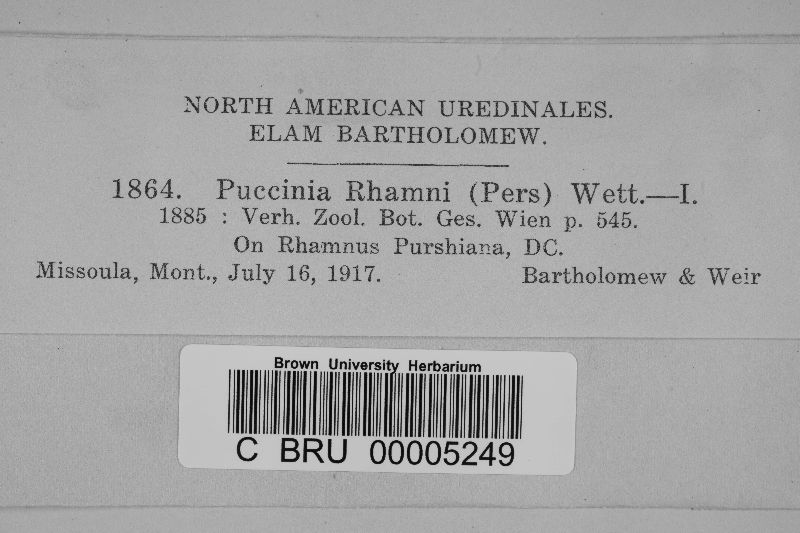 NORTH AMERICAN UREDINALES.
ELAM BARTHOLOMEW.
1864. Puccinia Rhamni (Pers) Wett.—I.
1885 : Verh. Zool. Bot. Ges. Wien p. 545.
On Rhamnus Purshiana, DC.
Missoula, Mont., July 16, 1917. Bartholomew & Weir
Brown University Herbarium
C BRU 00005249